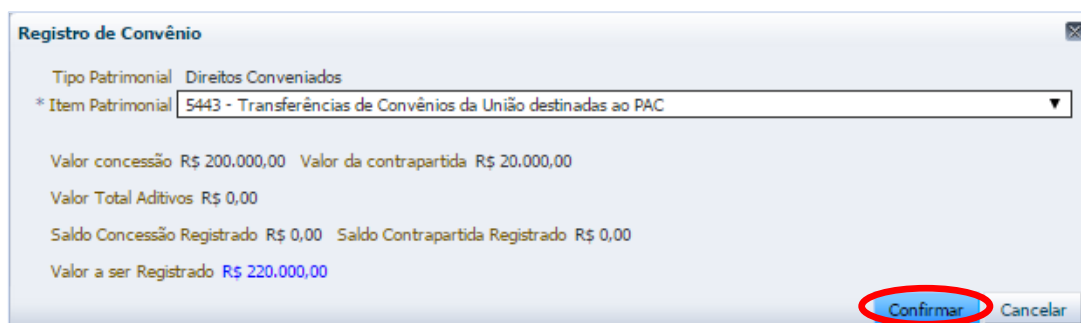 Registro de Convênio
Tipo Patrimonial Direitos Conveniados
* Item Patrimonial 5443 - Transferências de Convênios da União destinadas ao PAC
Valor concessão R$ 200.000,00 Valor da contrapartida R$ 20.000,00
Valor Total Aditivos R$ 0,00
Saldo Concessão Registrado R$ 0,00 Saldo Contrapartida Registrado R$ 0,00
Valor a ser Registrado R$ 220.000,00
Confirmar Cancelar